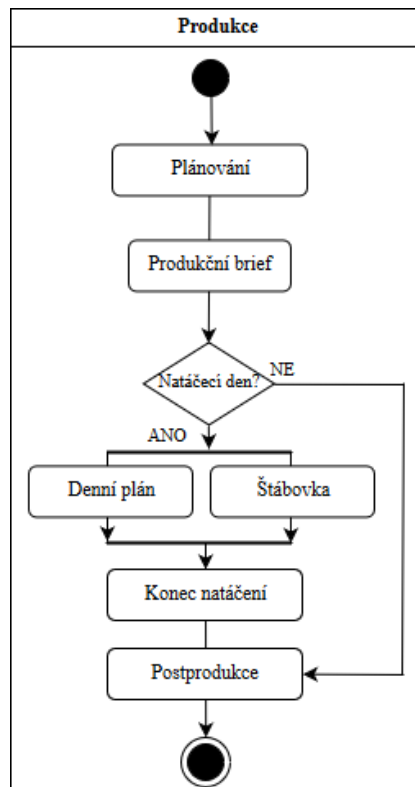 Produkce
Plánování
Produkční brief
Natáčecí den?
NE
ANO
Denní plán
Štábovka
Konec natáčení
Postprodukce